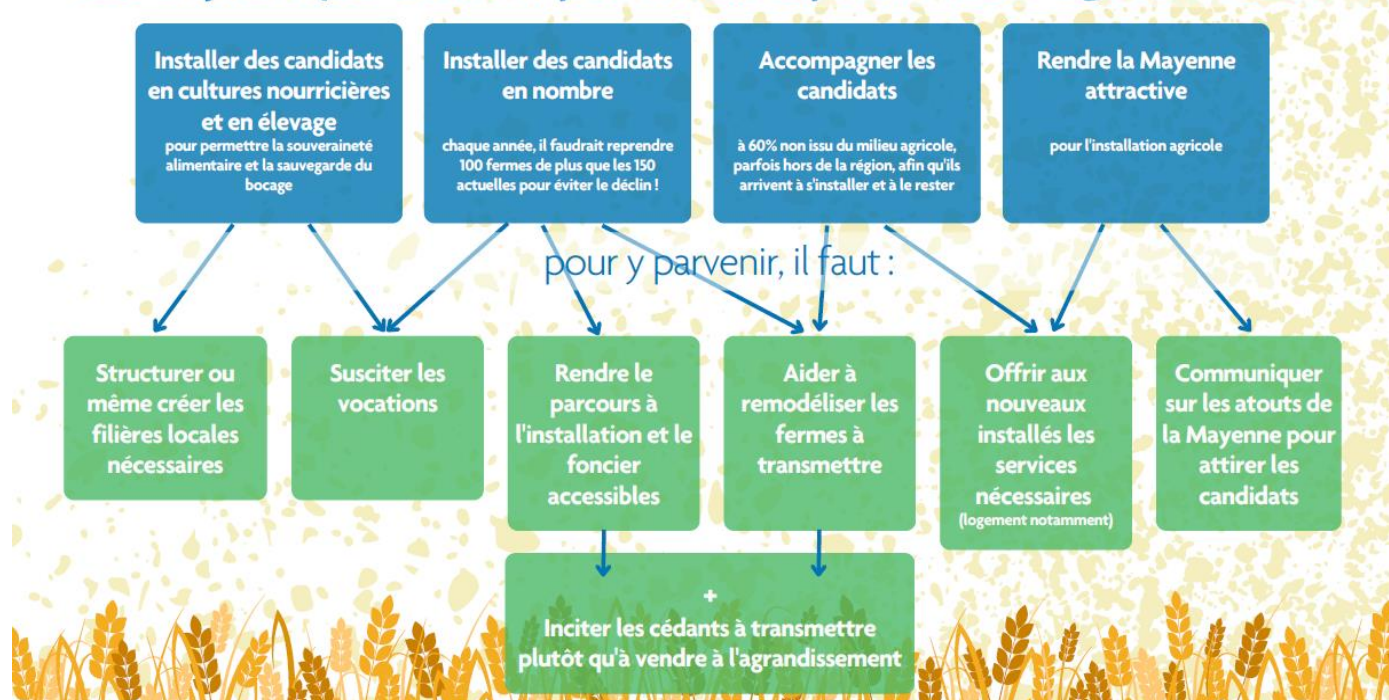 Installer des candidats
en cultures nourricières
et en élevage
pour permettre la souveraineté
alimentaire et la sauvegarde du
bocage
Installer des candidats
en nombre
chaque année, il faudrait reprendre
100 fermes de plus que les 150
actuelles pour éviter le déclin !
Accompagner les
candidats
à 60% non issu du milieu agricole,
parfois hors de la région, afin qu'ils
arrivent à s'installer et à le rester
Rendre la Mayenne
attractive
pour l'installation agricole
pour y parvenir, il faut :
Structurer ou
même créer les
filières locales
nécessaires
Susciter les
vocations
Rendre le
parcours à
l'installation et le
foncier
accessibles
Aider à
remodéliser les
fermes à
transmettre
Offrir aux
nouveaux
installés les
services
nécessaires
(logement notamment)
Communiquer
sur les atouts de
la Mayenne pour
attirer les
candidats
+
Inciter les cédants à transmettre
plutôt qu'à vendre à l'agrandissement